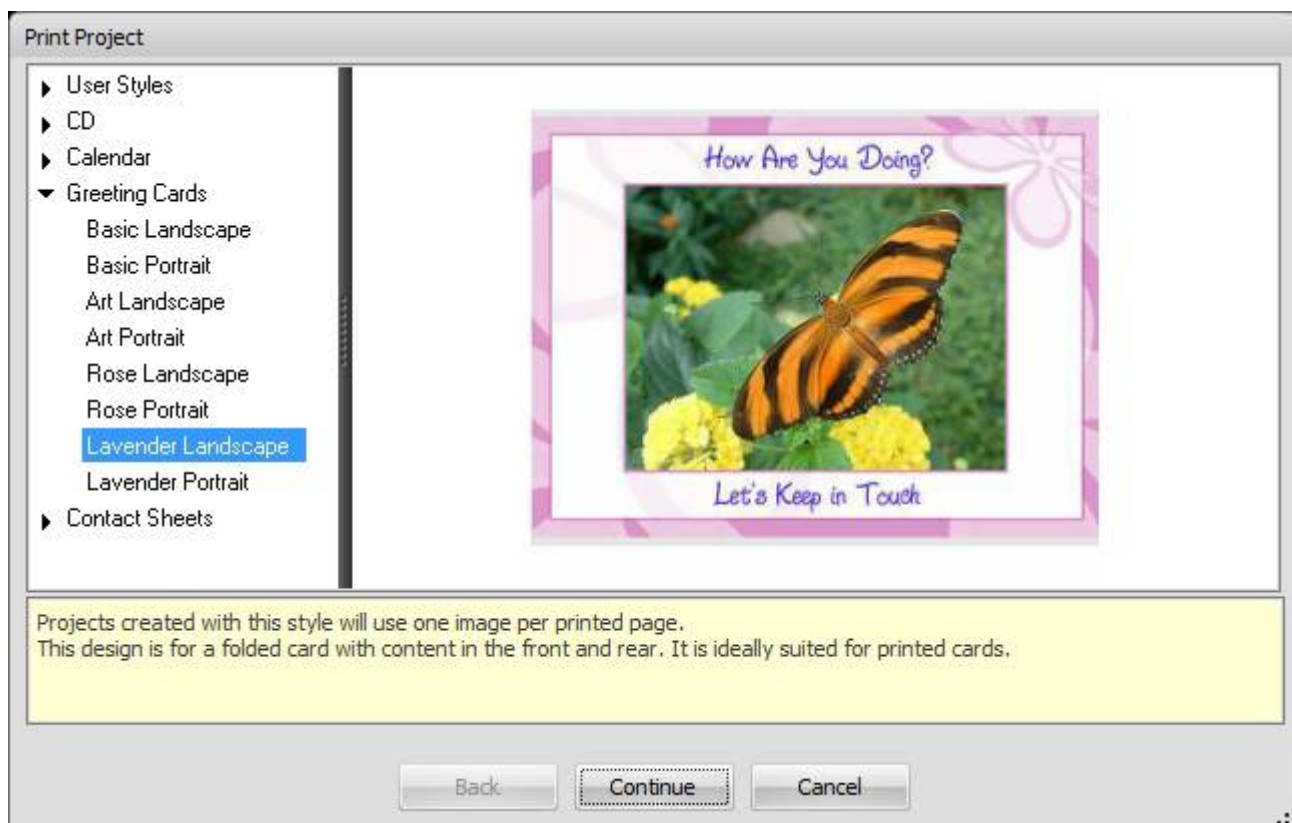 Print Project
User Styles
CD
Calendar
Greeting Cards
Basic Landscape
Basic Portrait
Art Landscape
Art Portrait
Rose Landscape
Rose Portrait
Lavender Landscape
Lavender Portrait
Contact Sheets
How Are You Doing?
Let's Keep in Touch
Projects created with this style will use one image per printed page.
This design is for a folded card with content in the front and rear. It is ideally suited for printed cards.
Back
Continue
Cancel